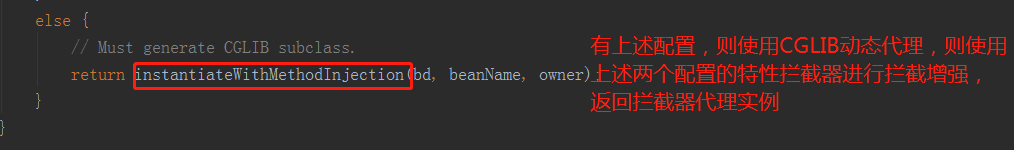 else {
// Must generate CGLIB subclass.
return instantiateWithMethodInjection(bd, beanName, owner)
}
}
有上述配置，则使用CGLIB动态代理，则使用
上述两个配置的特性拦截器进行拦截增强，
返回拦截器代理实例